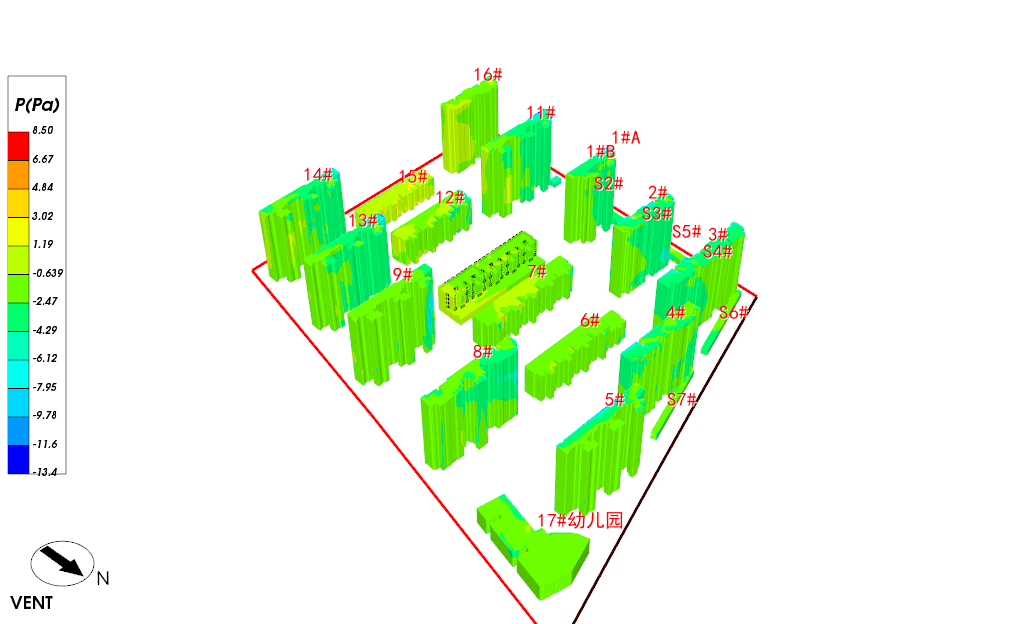 P(Pa)
8.50
6.67
4.84
3.02
1.19
-0.639
-2.47
-4.29
-6.12
-7.95
-9.78
-11.6
-13.4
16#
11#
1#A
1#B
14#
15#
S2#
12#
2#
13#
S3#
S5#
3#
S4#
9#
7#
6#
4#
S6#
8#
5#
S7#
17#幼儿园
N
VENT